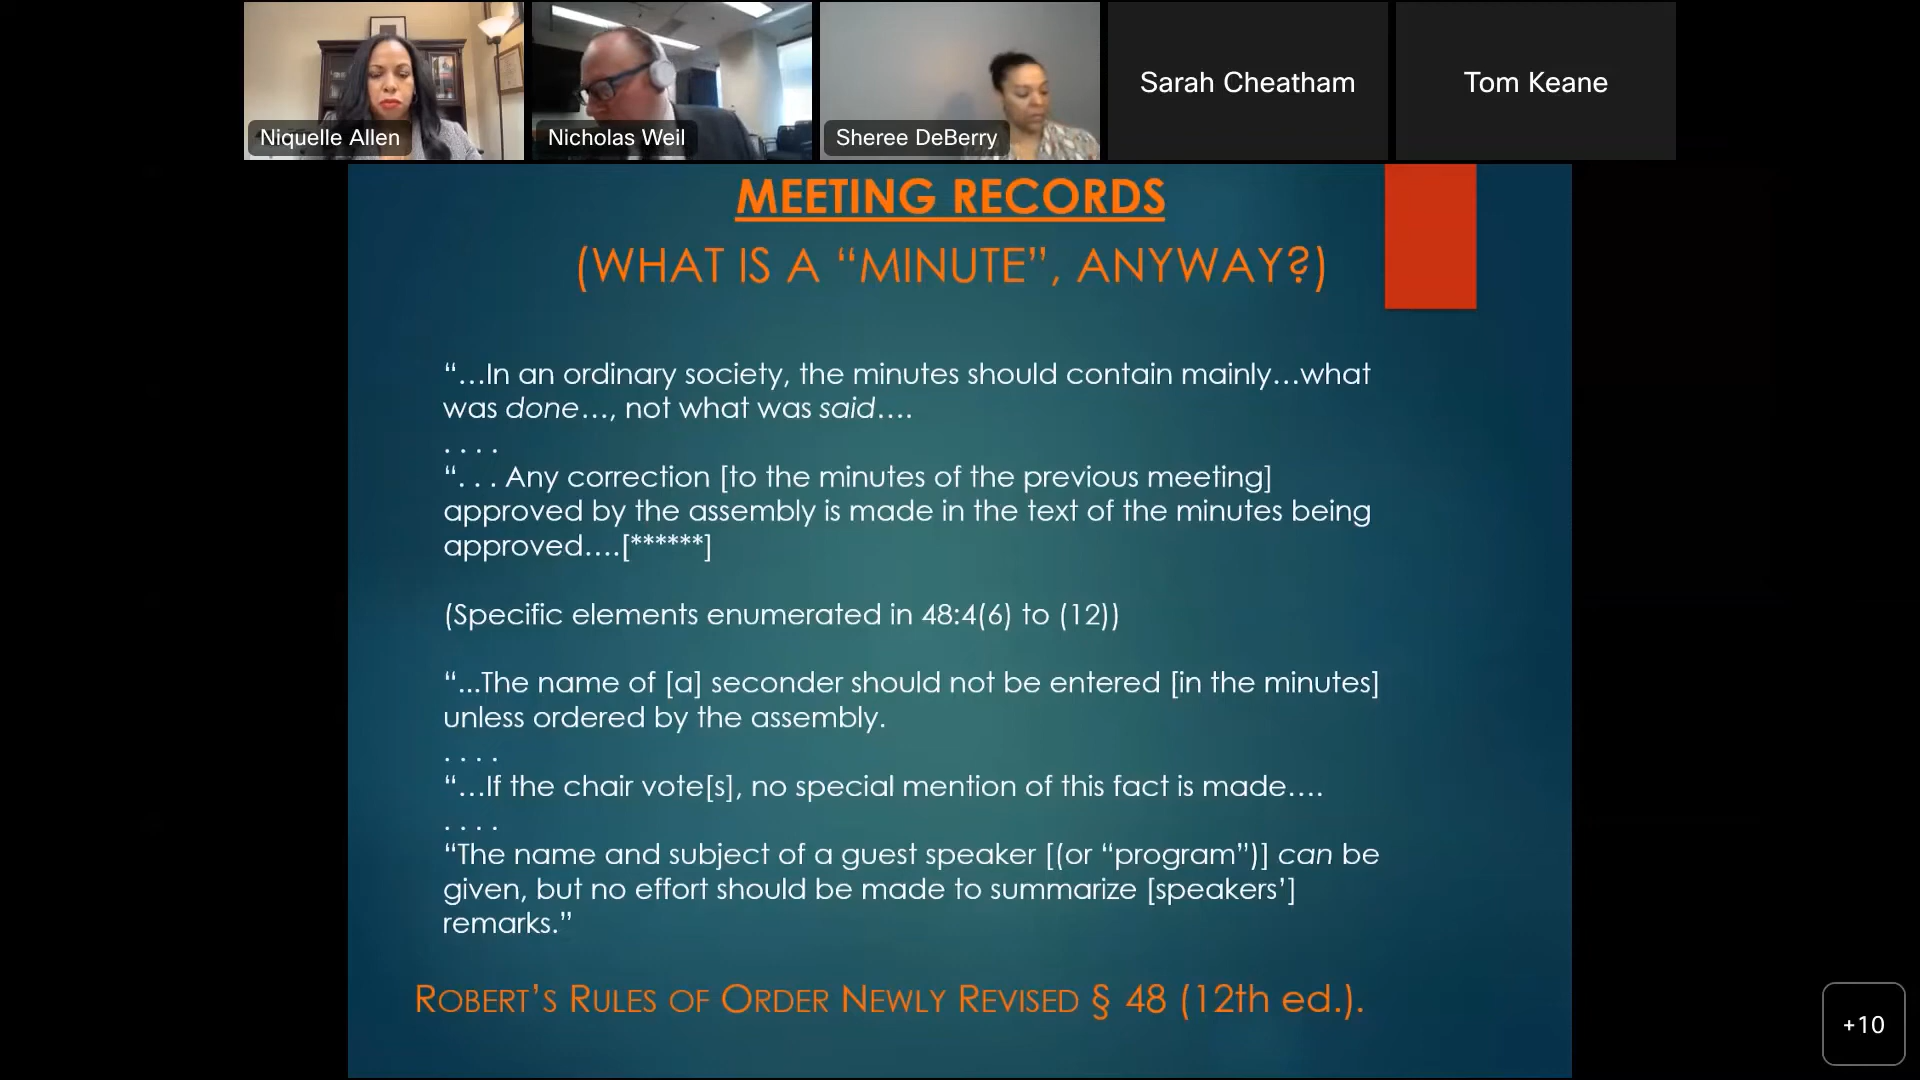 Niquelle Allen
Nicholas Weil
Sheree DeBerry
Sarah Cheatham
Tom Keane
MEETING RECORDS
(WHAT IS A “MINUTE”, ANYWAY?)
“…In an ordinary society, the minutes should contain mainly…what
was done…, not what was said….
. . . .
“. . . Any correction [to the minutes of the previous meeting]
approved by the assembly is made in the text of the minutes being
approved….[******]
(Specific elements enumerated in 48:4(6) to (12))
“...The name of [a] seconder should not be entered [in the minutes]
unless ordered by the assembly.
. . . .
“…If the chair vote[s], no special mention of this fact is made….
. . . .
“The name and subject of a guest speaker [(or “program”)] can be
given, but no effort should be made to summarize [speakers’]
remarks.”
ROBERT’S RULES OF ORDER NEWLY REVISED § 48 (12th ed.).
+10